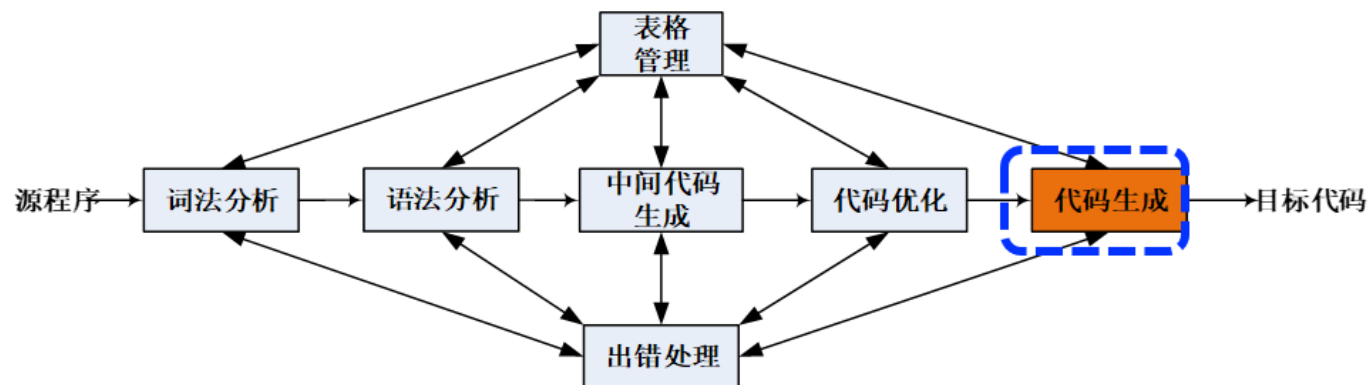 表格
管理
源程序
词法分析
语法分析
中间代码
生成
代码优化
代码生成
目标代码
出错处理